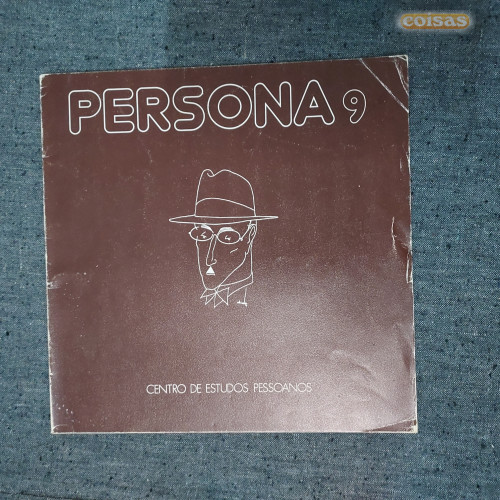 coisas
PERSONA 9
CENTRO DE ESTUDOS PESSOANOS